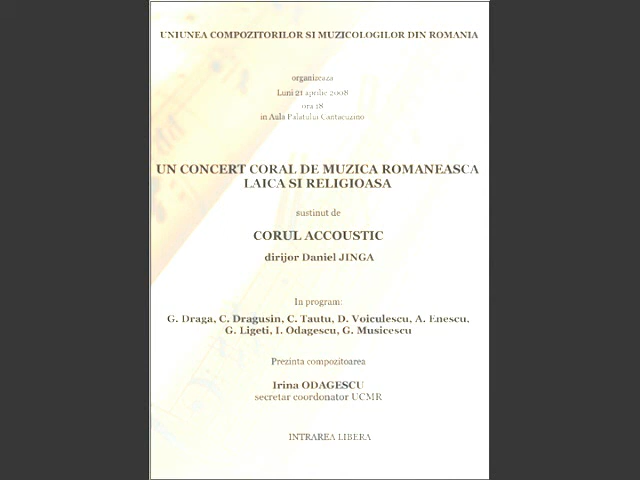 UNIUNEA COMPOZITORILOR SI MUZICOLOGILOR DIN ROMANIA
organizeaza
Luni 21 aprilie 2008
ora 18
in Aula Palatului Cantacuzino
UN CONCERT CORAL DE MUZICA ROMANEASCA
LAICA SI RELIGIOASA
sustinut de
CORUL ACCOUSTIC
dirijor Daniel JINGA
In program:
G. Draga, C. Dragusin, C. Tautu, D. Voiculescu, A. Enescu,
G. Ligeti, I. Odagescu, G. Musicescu
Prezinta compozitoarea
Irina ODAGESCU
secretar coordonator UCMR
INTRAREA LIBERA